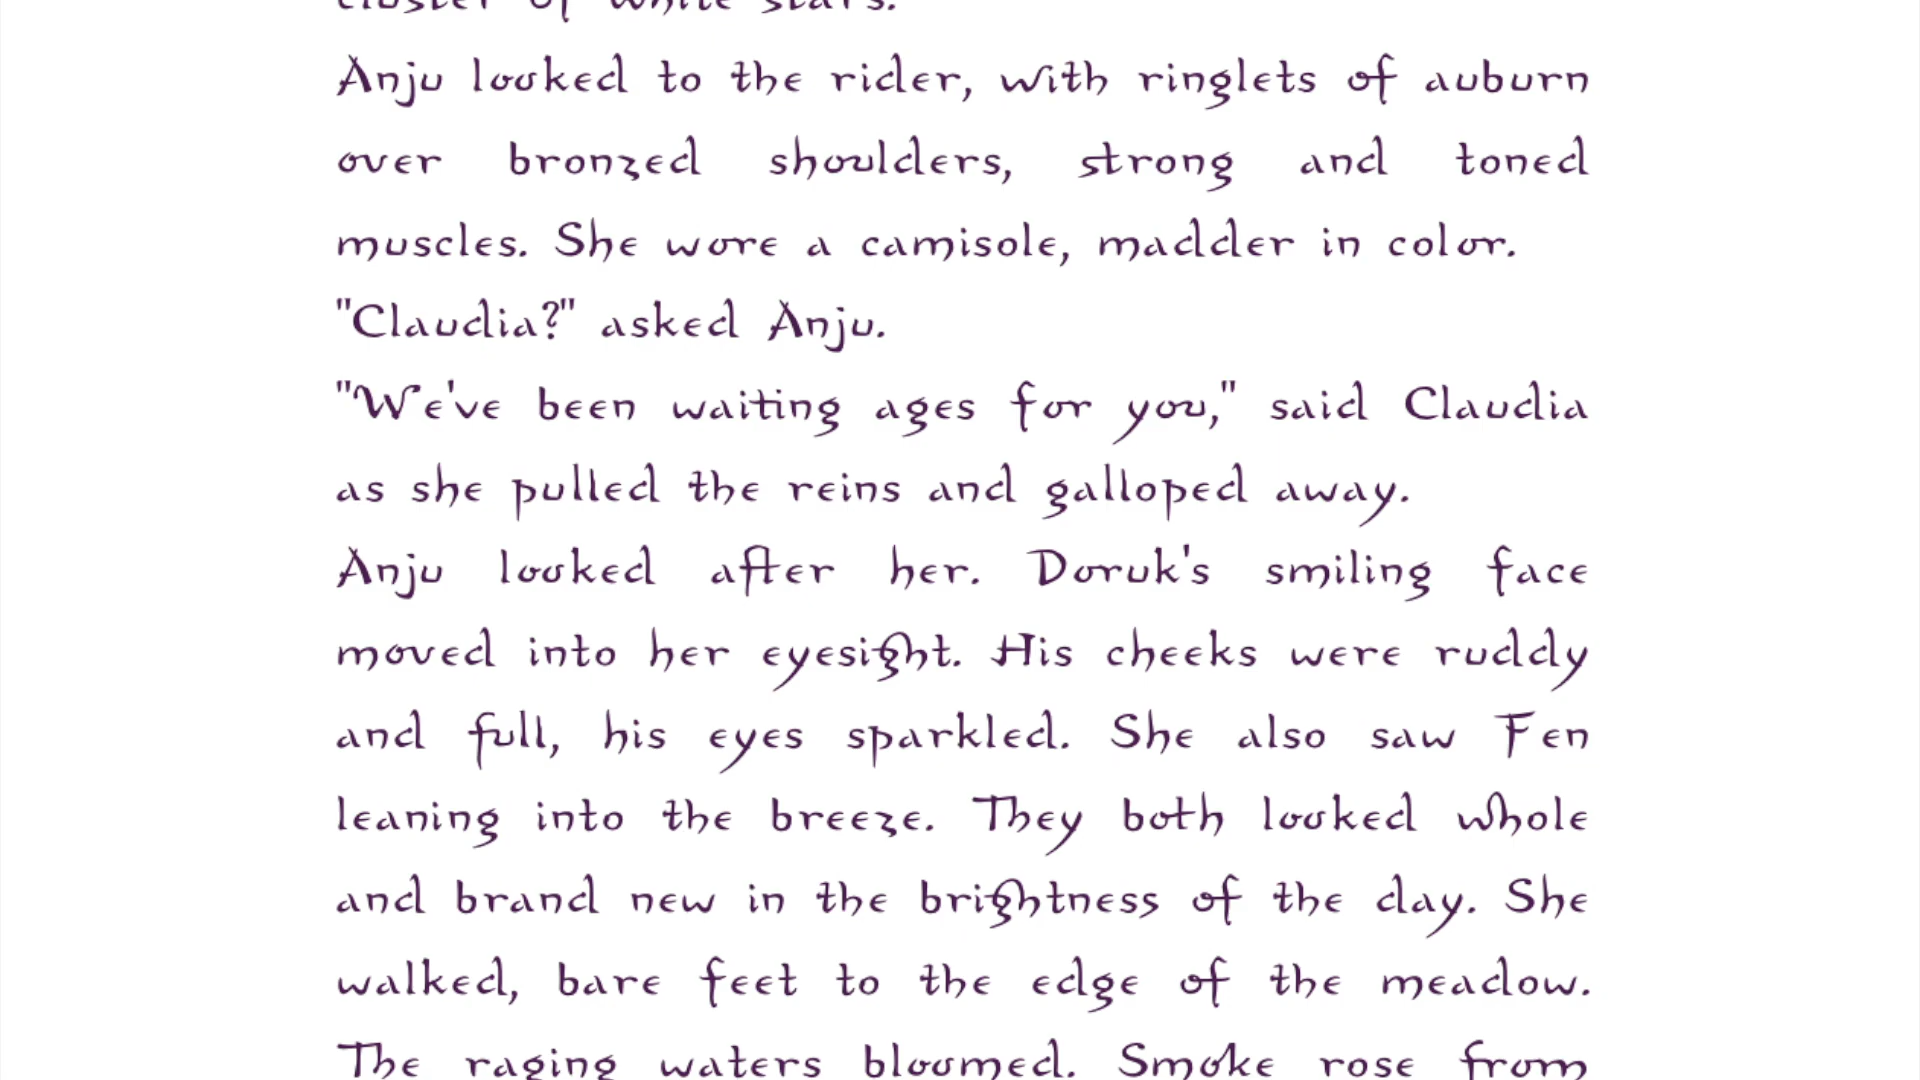 cluster of white stars.
Anju looked to the rider, with ringlets of auburn
over bronzed shoulders, strong and toned
muscles. She wore a camisole, madder in color.
"Claudia?" asked Anju.
"We've been waiting ages for you," said Claudia
as she pulled the reins and galloped away.
Anju looked after her. Doruk's smiling face
moved into her eyesight. His cheeks were ruddy
and full, his eyes sparkled. She also saw Fen
leaning into the breeze. They both looked whole
and brand new in the brightness of the day. She
walked, bare feet to the edge of the meadow.
The raging waters bloomed. Smoke rose from